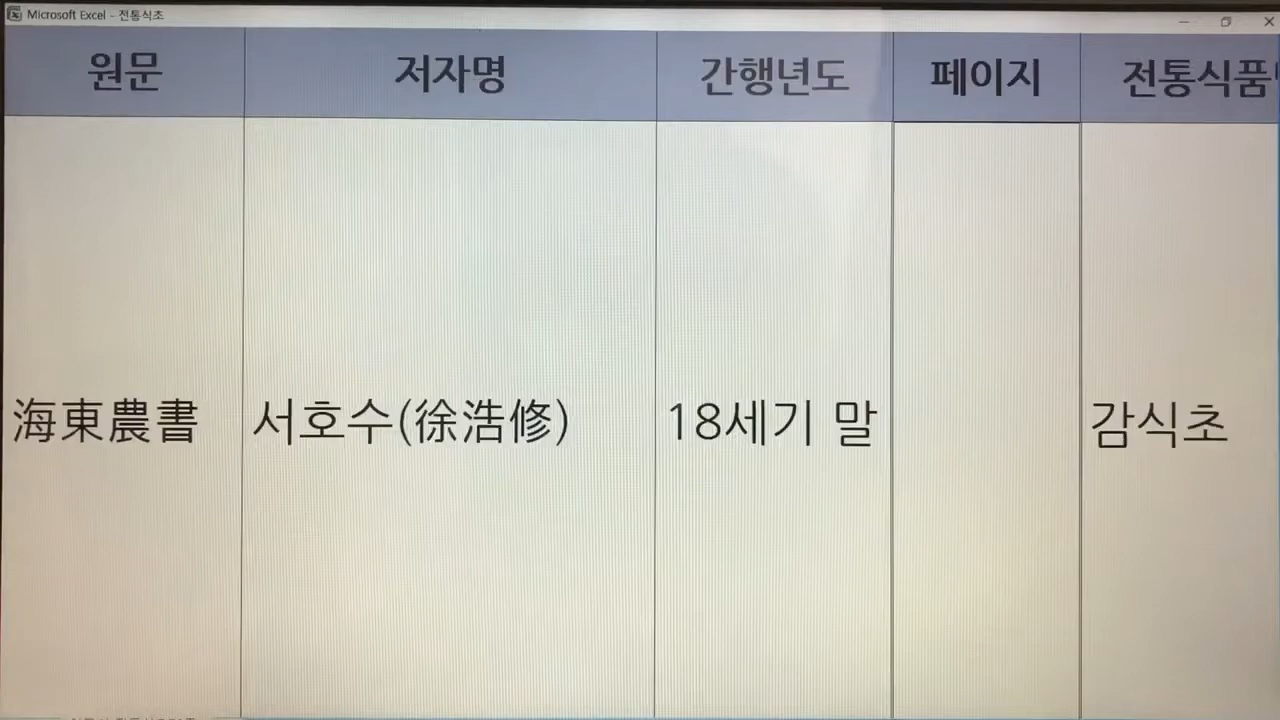 Microsoft Excel - 전통식초
원문 저자명 간행년도 페이지 전통식품
海東農書 서호수(徐浩修) 18세기 말 감식초